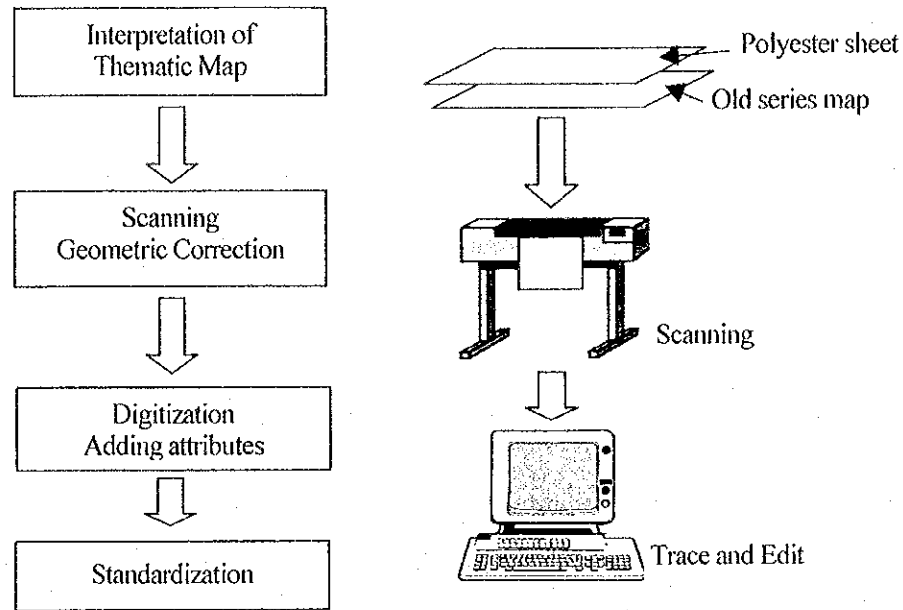 Interpretation of
Thematic Map
Scanning
Geometric Correction
Digitization
Adding attributes
Standardization
Polyester sheet
Old series map
Scanning
Trace and Edit